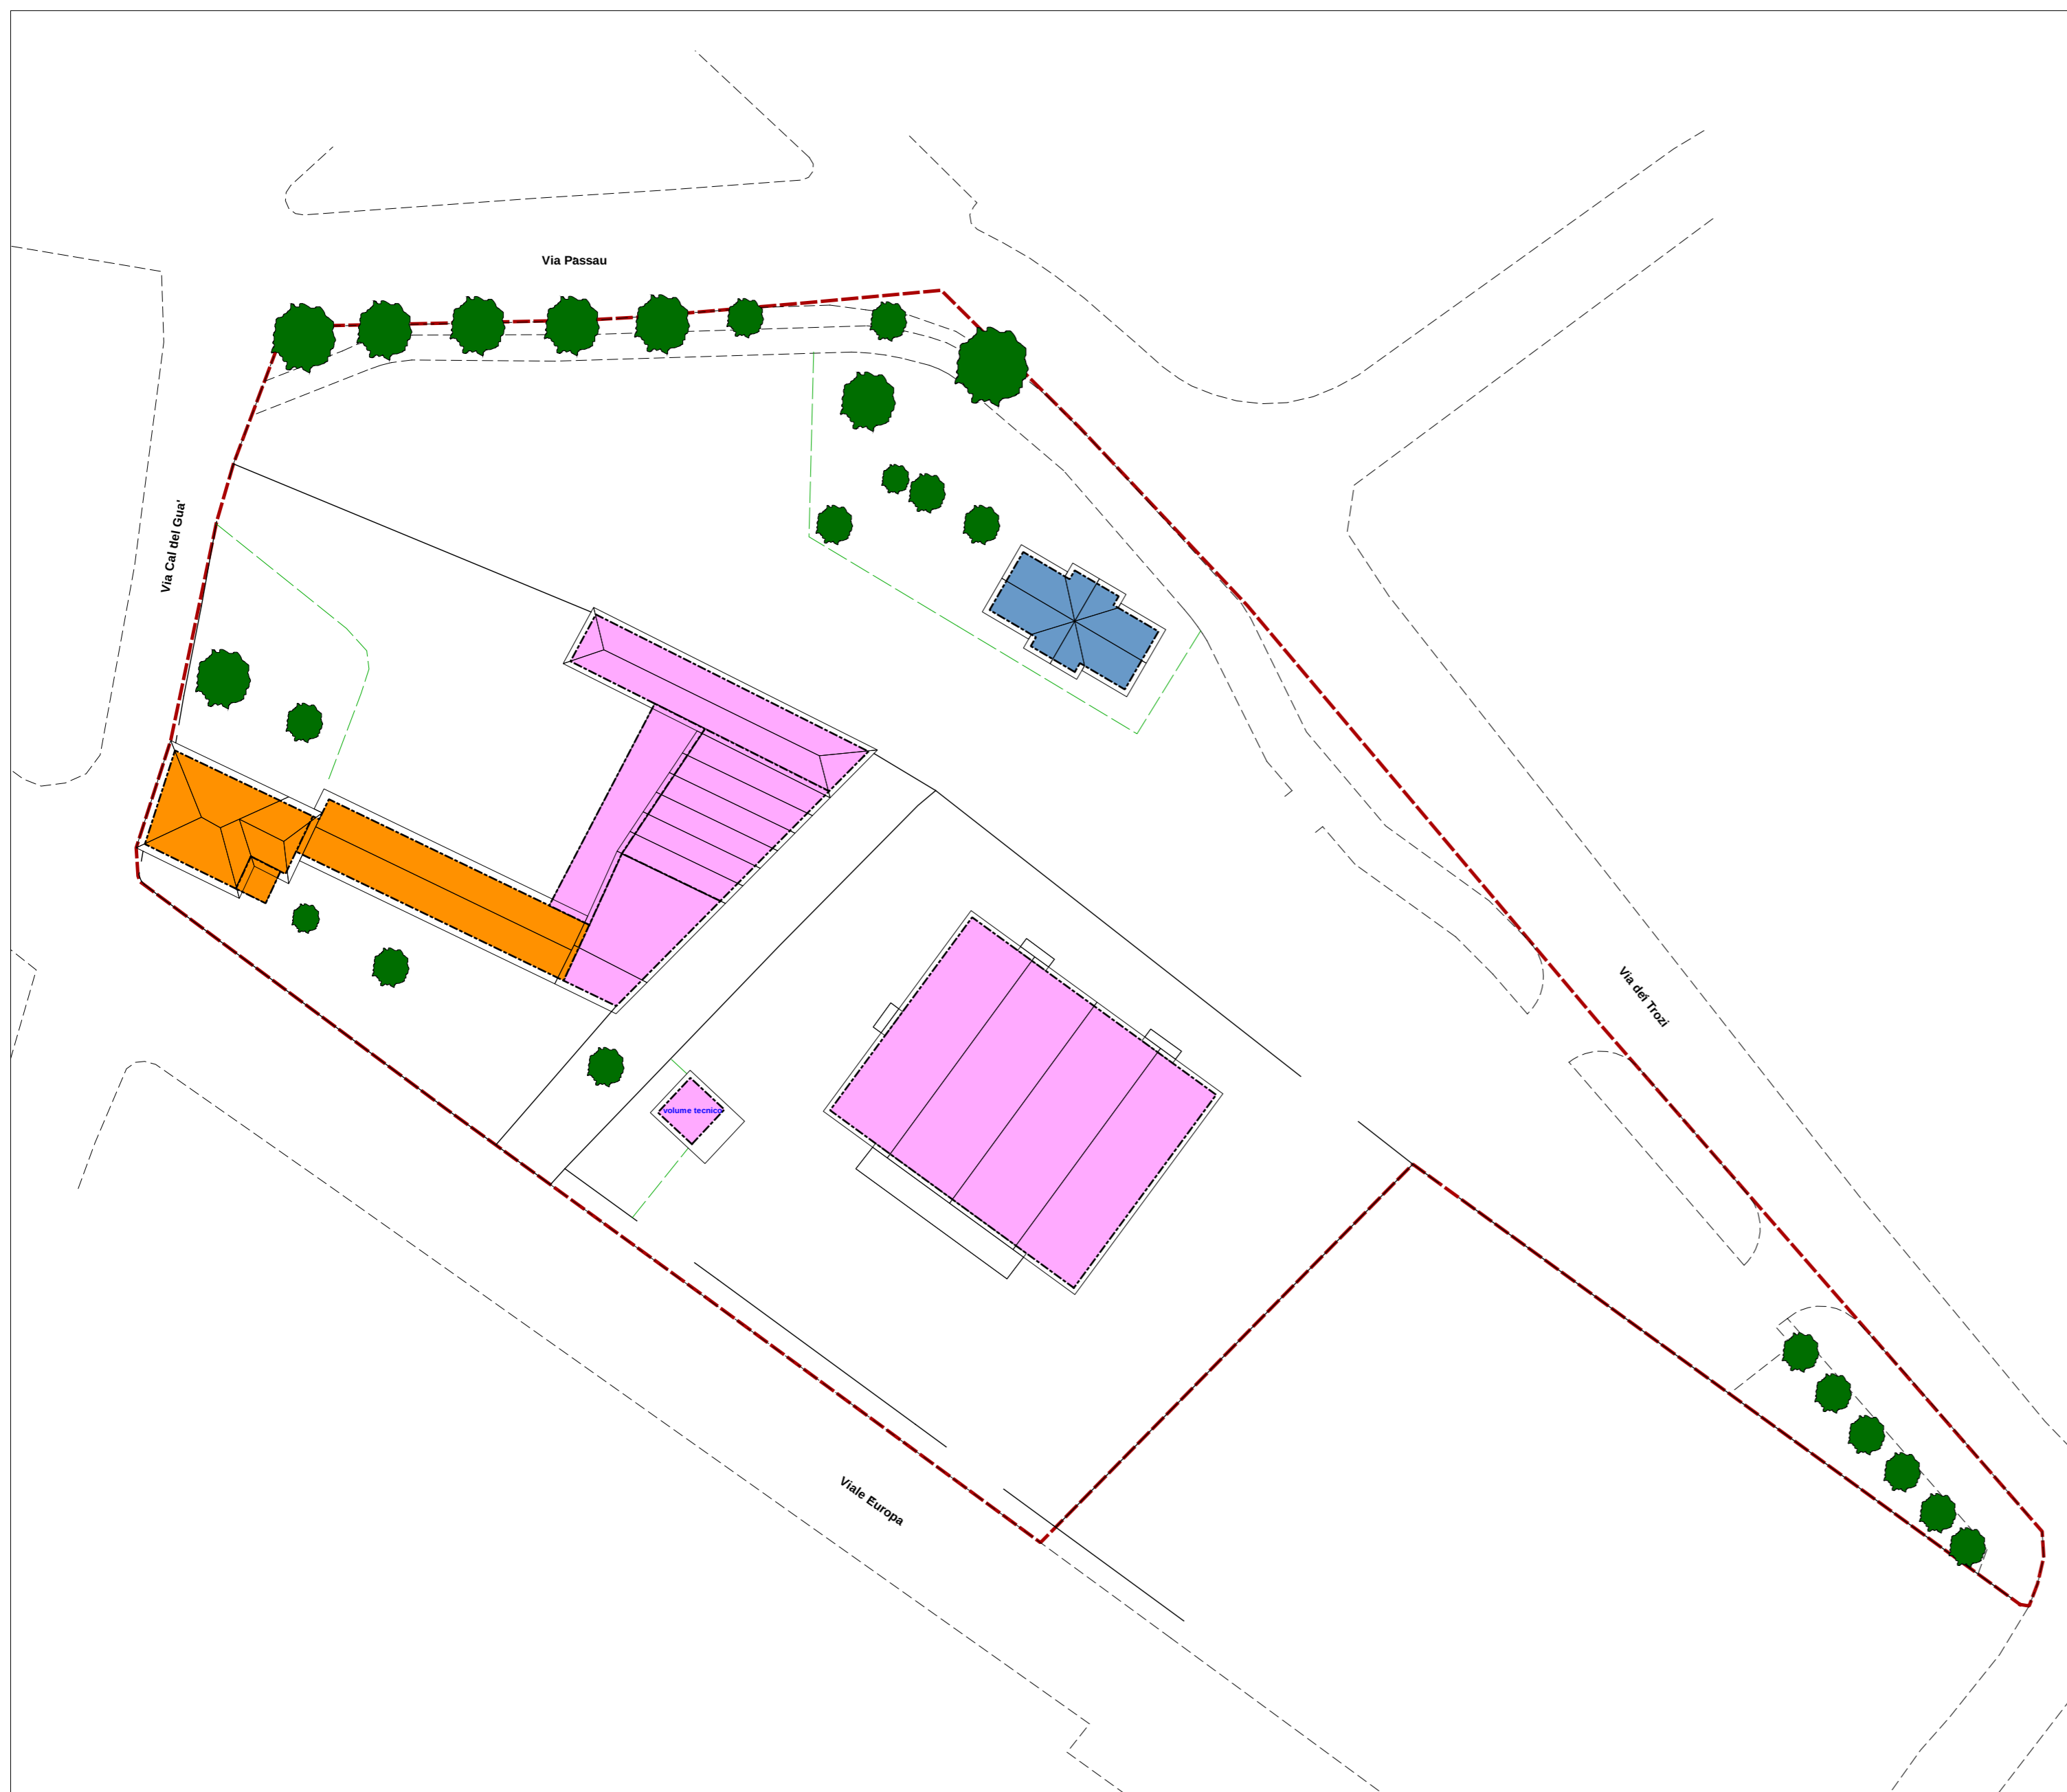 Via Passau
Via Cal del Gua'
Via dei Trozi
volume tecnico
Viale Europa